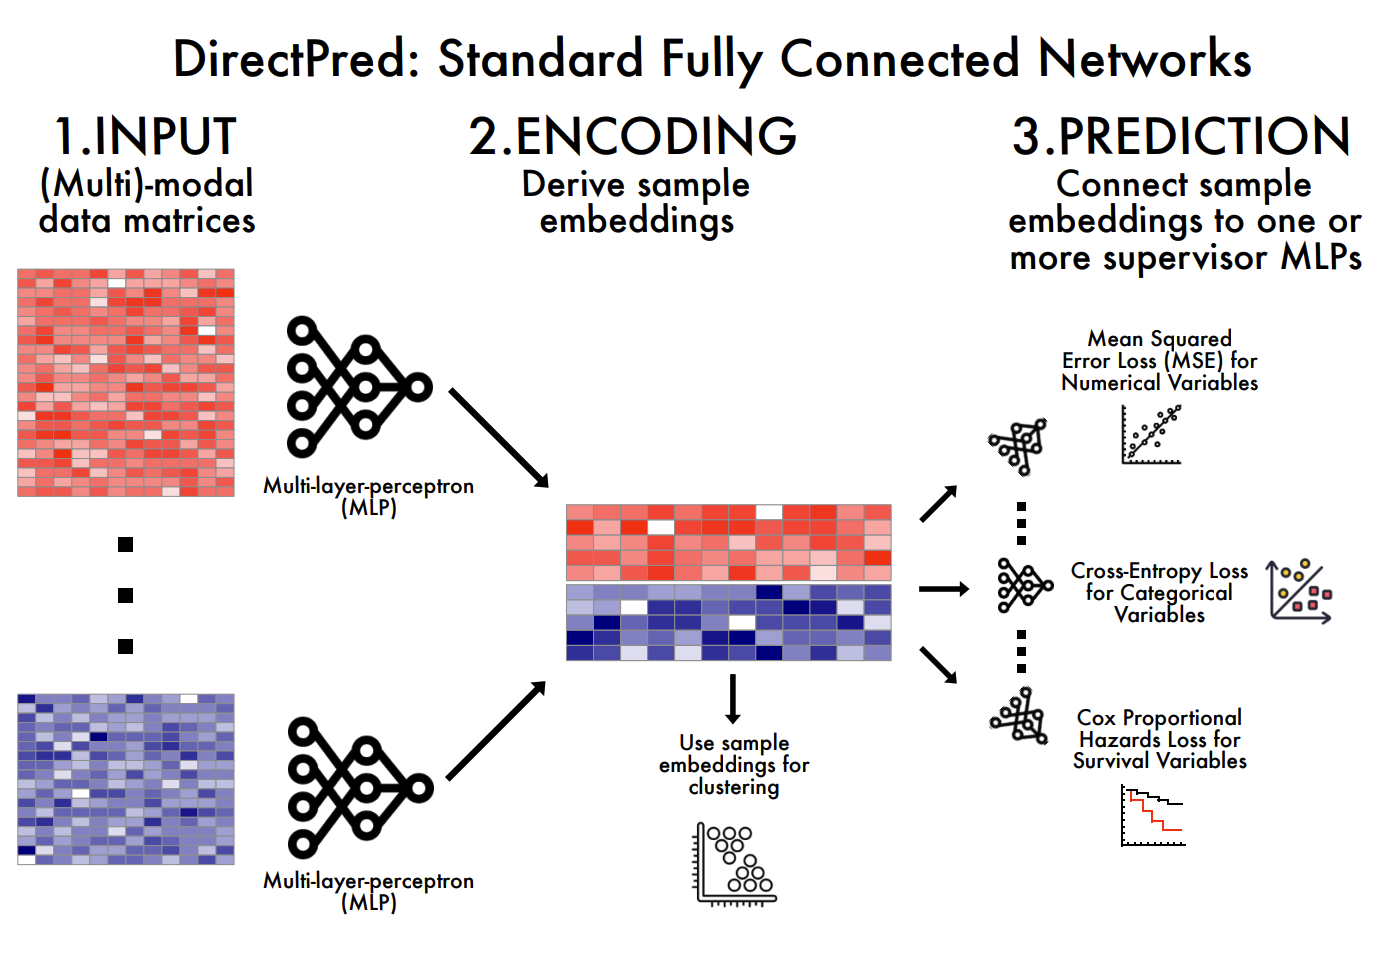 DirectPred: Standard Fully Connected Networks
1.INPUT
(Multi)-modal
data matrices
2.ENCODING
Derive sample
embeddings
3.PREDICTION
Connect sample
embeddings to one or
more supervisor MLPs
Multi-layer-perceptron
(MLP)
Multi-layer-perceptron
(MLP)
Use sample
embeddings for
clustering
Mean Squared
Error Loss (MSE) for
Numerical Variables
Cross-Entropy Loss
for Categorical
Variables
Cox Proportional
Hazards Loss for
Survival Variables